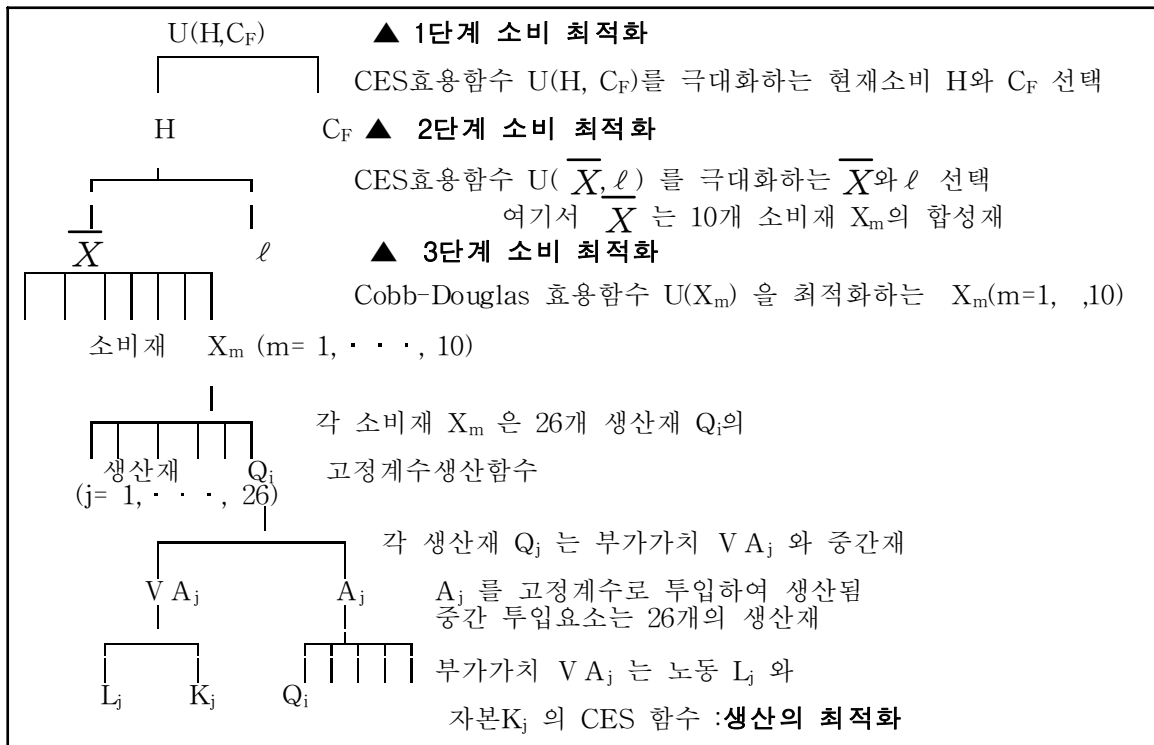 U(H,C_F) ▲ 1단계 소비 최적화
CES효용함수 U(H, C_F)를 극대화하는 현재소비 H와 C_F 선택
H C_F ▲ 2단계 소비 최적화
CES효용함수 U( X̄,ℓ) 를 극대화하는 X̄와ℓ 선택
여기서 X̄ 는 10개 소비재 X_m의 합성재
X̄ ℓ ▲ 3단계 소비 최적화
Cobb-Douglas 효용함수 U(X_m) 을 최적화하는 X_m(m=1, ,10)
소비재 X_m (m= 1, · · ·, 10)
각 소비재 X_m 은 26개 생산재 Q_i의
생산재 Q_i 고정계수생산함수
(j= 1, · · ·, 26)
각 생산재 Q_j 는 부가가치 V A_j 와 중간재
V A_j A_j A_j 를 고정계수로 투입하여 생산됨
중간 투입요소는 26개의 생산재
부가가치 V A_j 는 노동 L_j 와
L_j K_j Q_i
자본K_j 의 CES 함수 :생산의 최적화